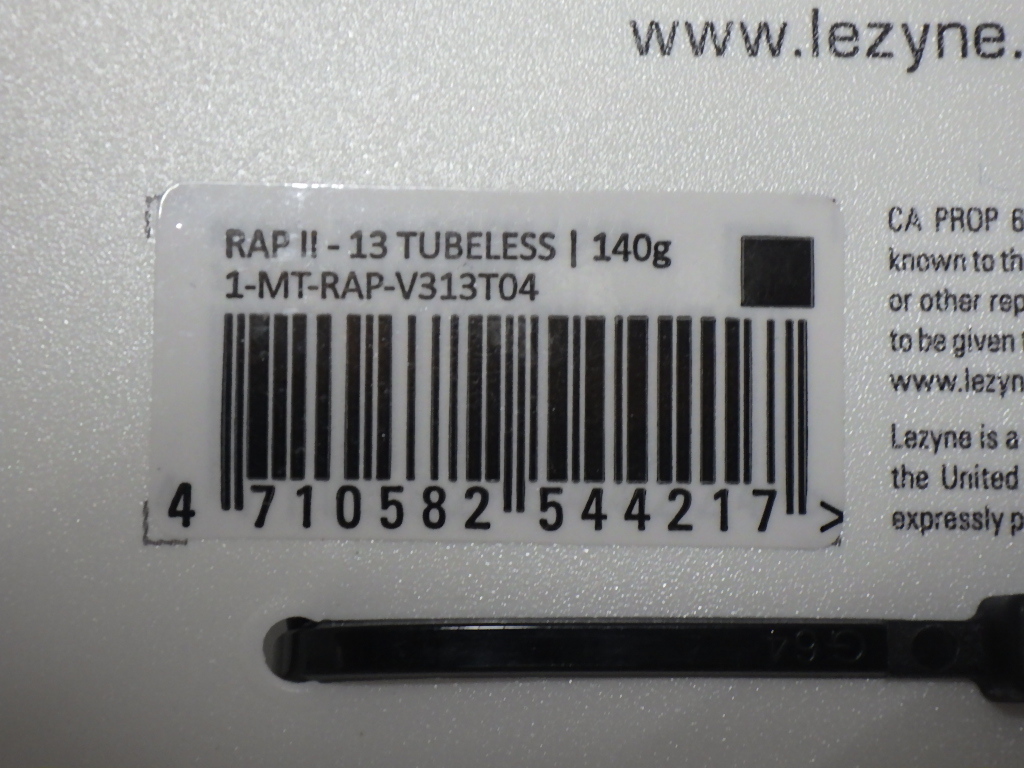 www.lezyne.
RAP II - 13 TUBELESS | 140g
1-MT-RAP-V313T04
4 710582 544217 >
CA PROP 6
known to th
or other rep
to be given
www.lezyn
Lezyne is a
the United
expressly p
G64